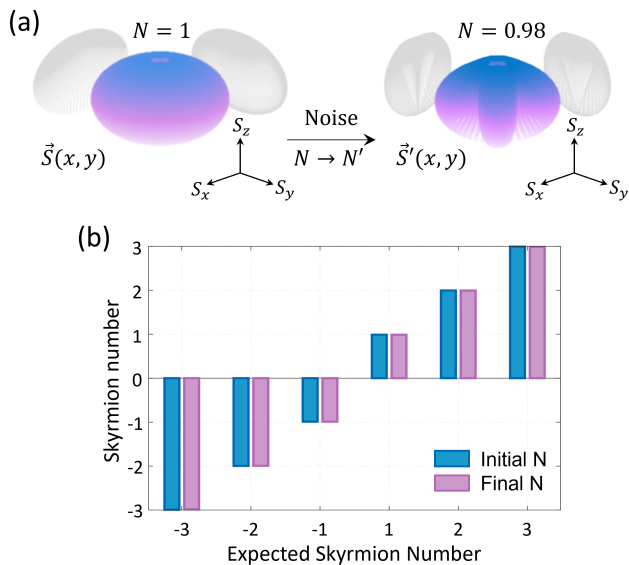 (a)
N = 1
N = 0.98
Noise
N → N′
S⃗(x, y)
S⃗′(x, y)
S_z
S_x
S_y
S_z
S_x
S_y
(b)
Skyrmion number
3
2
1
0
-1
-2
-3
Initial N
Final N
-3 -2 -1 1 2 3
Expected Skyrmion Number